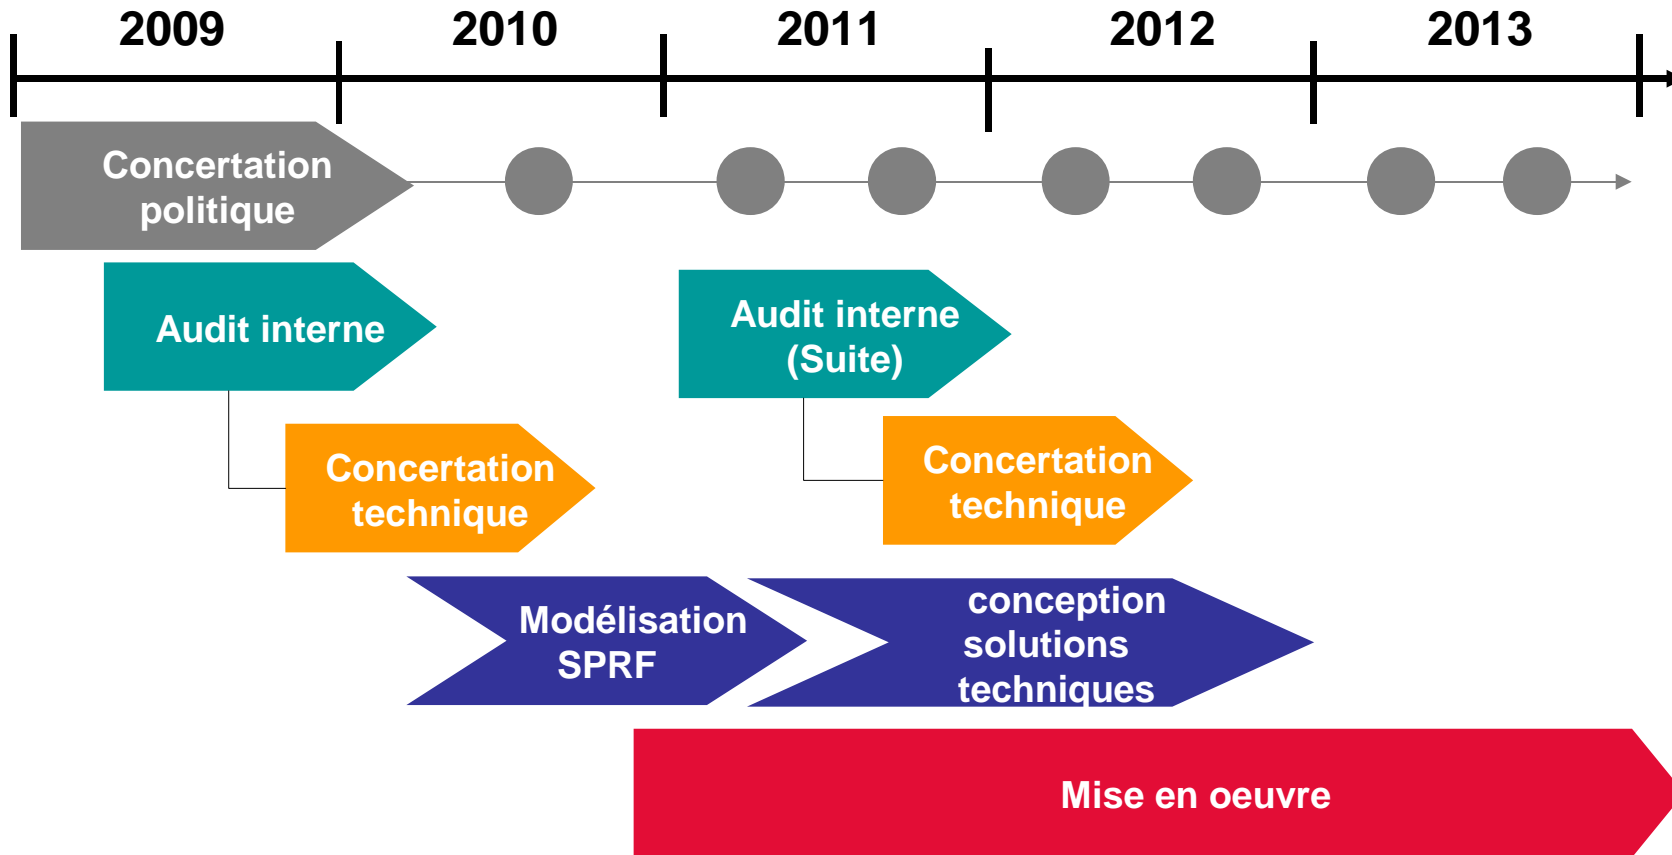 2009
2010
2011
2012
2013
Concertation
politique
Audit interne
Audit interne
(Suite)
Concertation
technique
Concertation
technique
Modélisation
SPRF
conception
solutions
techniques
Mise en oeuvre